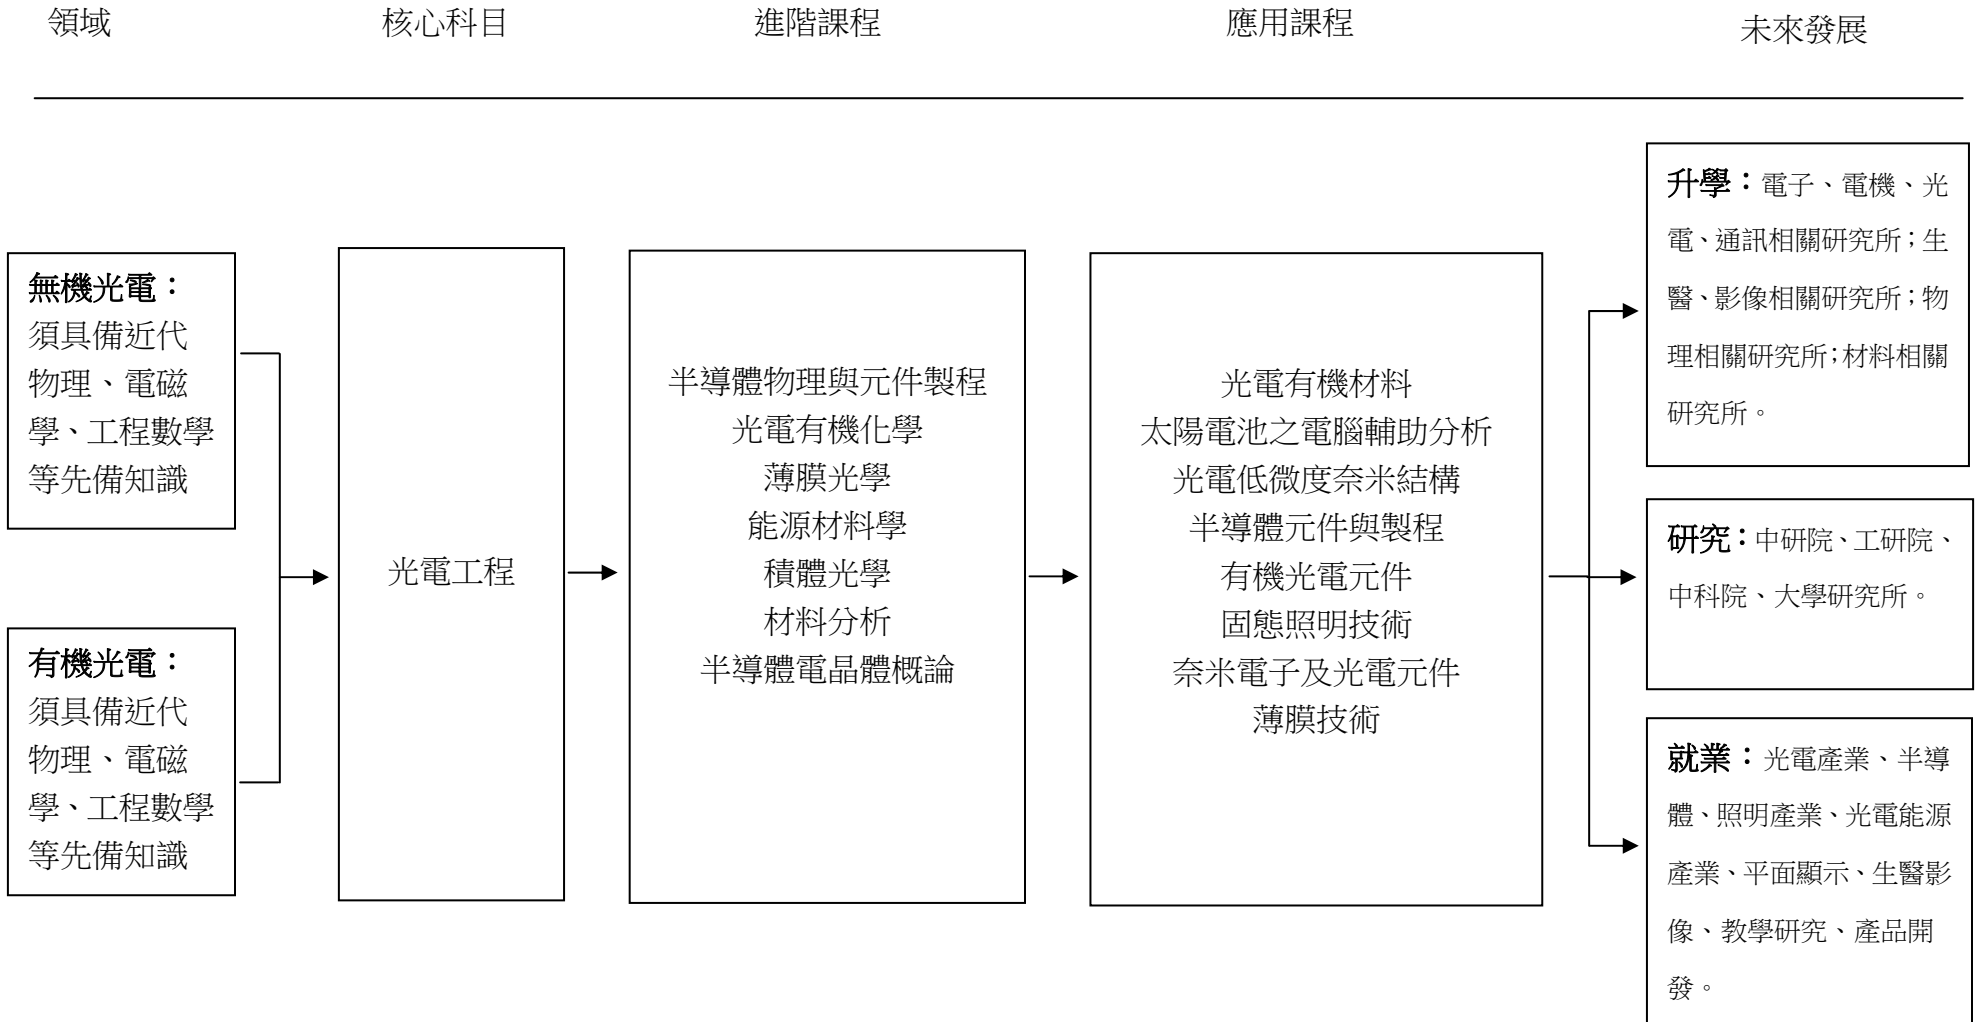 領域
核心科目
進階課程
應用課程
未來發展
無機光電：
須具備近代
物理、電磁
學、工程數學
等先備知識
有機光電：
須具備近代
物理、電磁
學、工程數學
等先備知識
光電工程
半導體物理與元件製程
光電有機化學
薄膜光學
能源材料學
積體光學
材料分析
半導體電晶體概論
光電有機材料
太陽電池之電腦輔助分析
光電低微度奈米結構
半導體元件與製程
有機光電元件
固態照明技術
奈米電子及光電元件
薄膜技術
升學：電子、電機、光
電、通訊相關研究所；生
醫、影像相關研究所；物
理相關研究所；材料相關
研究所。
研究：中研院、工研院、
中科院、大學研究所。
就業：光電產業、半導
體、照明產業、光電能源
產業、平面顯示、生醫影
像、教學研究、產品開
發。